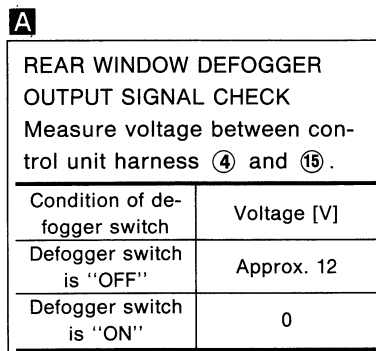 A
REAR WINDOW DEFOGGER
OUTPUT SIGNAL CHECK
Measure voltage between con-
trol unit harness ④ and ⑮.
Condition of de-
fogger switch
Voltage [V]
Defogger switch
is "OFF"
Approx. 12
Defogger switch
is "ON"
0